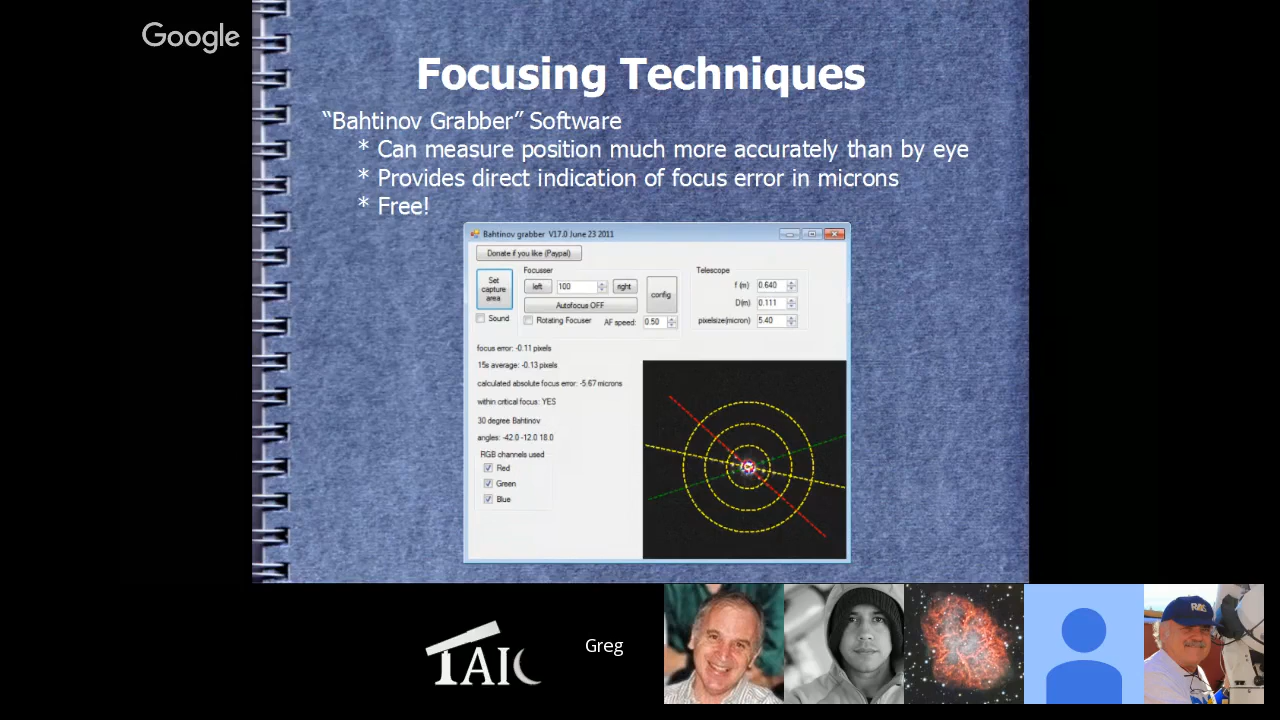 Google
Focusing Techniques
“Bahtinov Grabber” Software
* Can measure position much more accurately than by eye
* Provides direct indication of focus error in microns
* Free!
Bahtinov grabber V17.0 June 23 2011
Donate if you like (Paypal)
Set capture area
Sound
Focusser
left 100 right
Autofocus OFF
Rotating Focuser AF speed: 0.50
config
Telescope
f (m) 0.640
D(m) 0.111
pixelsize(micron) 5.40
focus error: -0.11 pixels
15s average: -0.13 pixels
calculated absolute focus error: -5.67 microns
within critical focus: YES
30 degree Bahtinov
angles: -42.0 -12.0 18.0
RGB channels used
Red
Green
Blue
TAIC
Greg
RAS